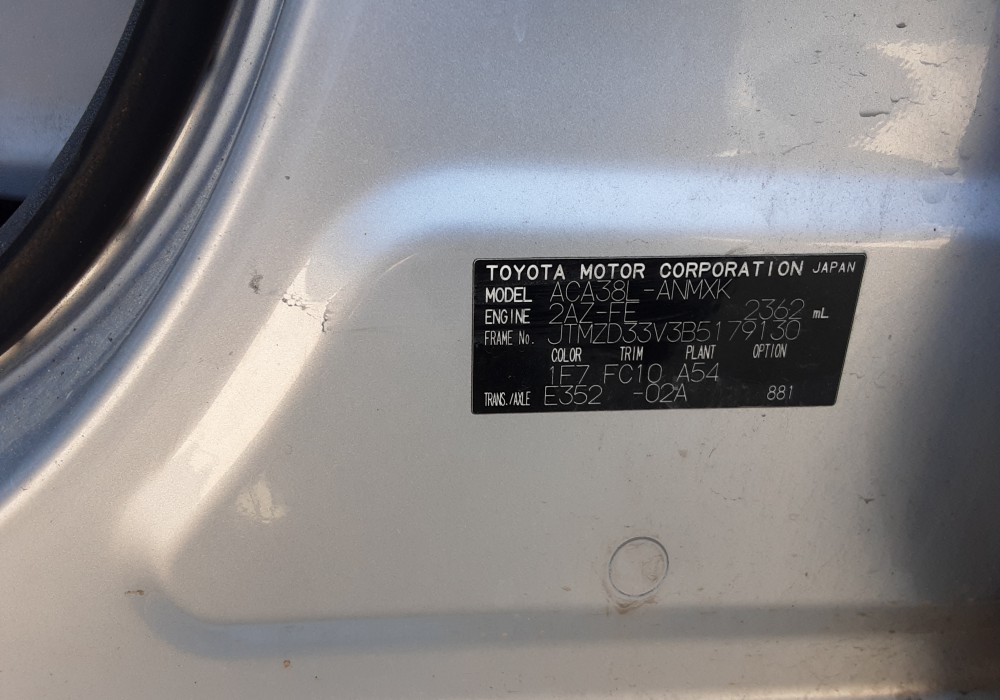 TOYOTA MOTOR CORPORATION JAPAN
MODEL ACA38L-ANMXK
ENGINE 2AZ-FE 2362 mL
FRAME No. JTMZD33V3B5179130
COLOR TRIM PLANT OPTION
1E7 FC10 A54
TRANS./AXLE E352 -02A 881